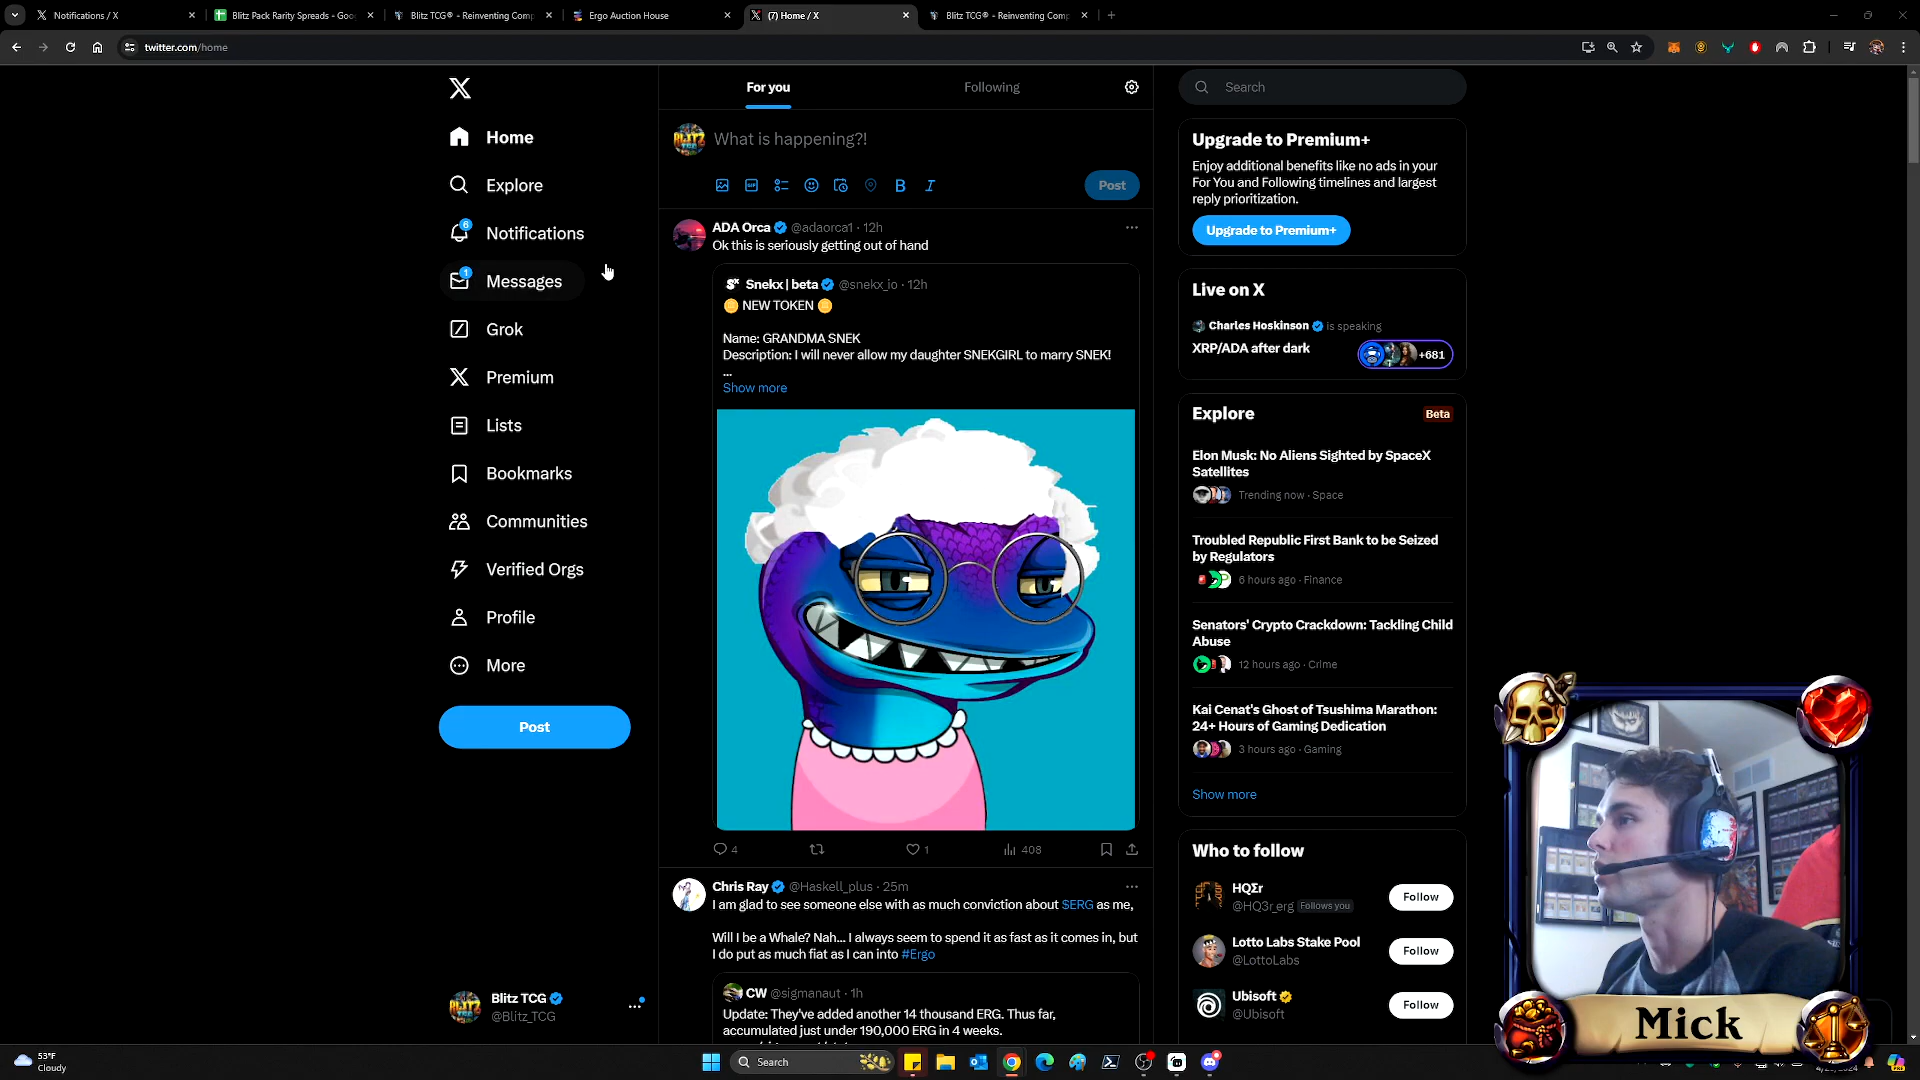 Notifications / X
Blitz Pack Rarity Spreads - Goo
Blitz TCG® - Reinventing Comp
Ergo Auction House
(7) Home / X
Blitz TCG® - Reinventing Comp
twitter.com/home
For you
Following
Search
Home
What is happening?!
Upgrade to Premium+
Enjoy additional benefits like no ads in your
For You and Following timelines and largest
reply prioritization.
Upgrade to Premium+
Explore
GIF
B
I
Post
6
Notifications
ADA Orca @adaorca1 · 12h
Ok this is seriously getting out of hand
1
Messages
Snekx | beta @snekx_io · 12h
NEW TOKEN
Name: GRANDMA SNEK
Description: I will never allow my daughter SNEKGIRL to marry SNEK!
...
Show more
Live on X
Charles Hoskinson is speaking
XRP/ADA after dark
+681
Grok
Premium
Lists
Bookmarks
Communities
Verified Orgs
Profile
More
Post
Explore
Beta
Elon Musk: No Aliens Sighted by SpaceX
Satellites
Trending now · Space
Troubled Republic First Bank to be Seized
by Regulators
6 hours ago · Finance
Senators' Crypto Crackdown: Tackling Child
Abuse
12 hours ago · Crime
Kai Cenat's Ghost of Tsushima Marathon:
24+ Hours of Gaming Dedication
3 hours ago · Gaming
Show more
4
1
408
Chris Ray @Haskell_plus · 25m
I am glad to see someone else with as much conviction about $ERG as me,
Will I be a Whale? Nah... I always seem to spend it as fast as it comes in, but
I do put as much fiat as I can into #Ergo
CW @sigmanaut · 1h
Update: They've added another 14 thousand ERG. Thus far,
accumulated just under 190,000 ERG in 4 weeks.
Who to follow
HQΣr
@HQ3r_erg Follows you
Follow
Lotto Labs Stake Pool
@LottoLabs
Follow
Ubisoft
@Ubisoft
Follow
Blitz TCG
@Blitz_TCG
Mick
53°F
Cloudy
Search